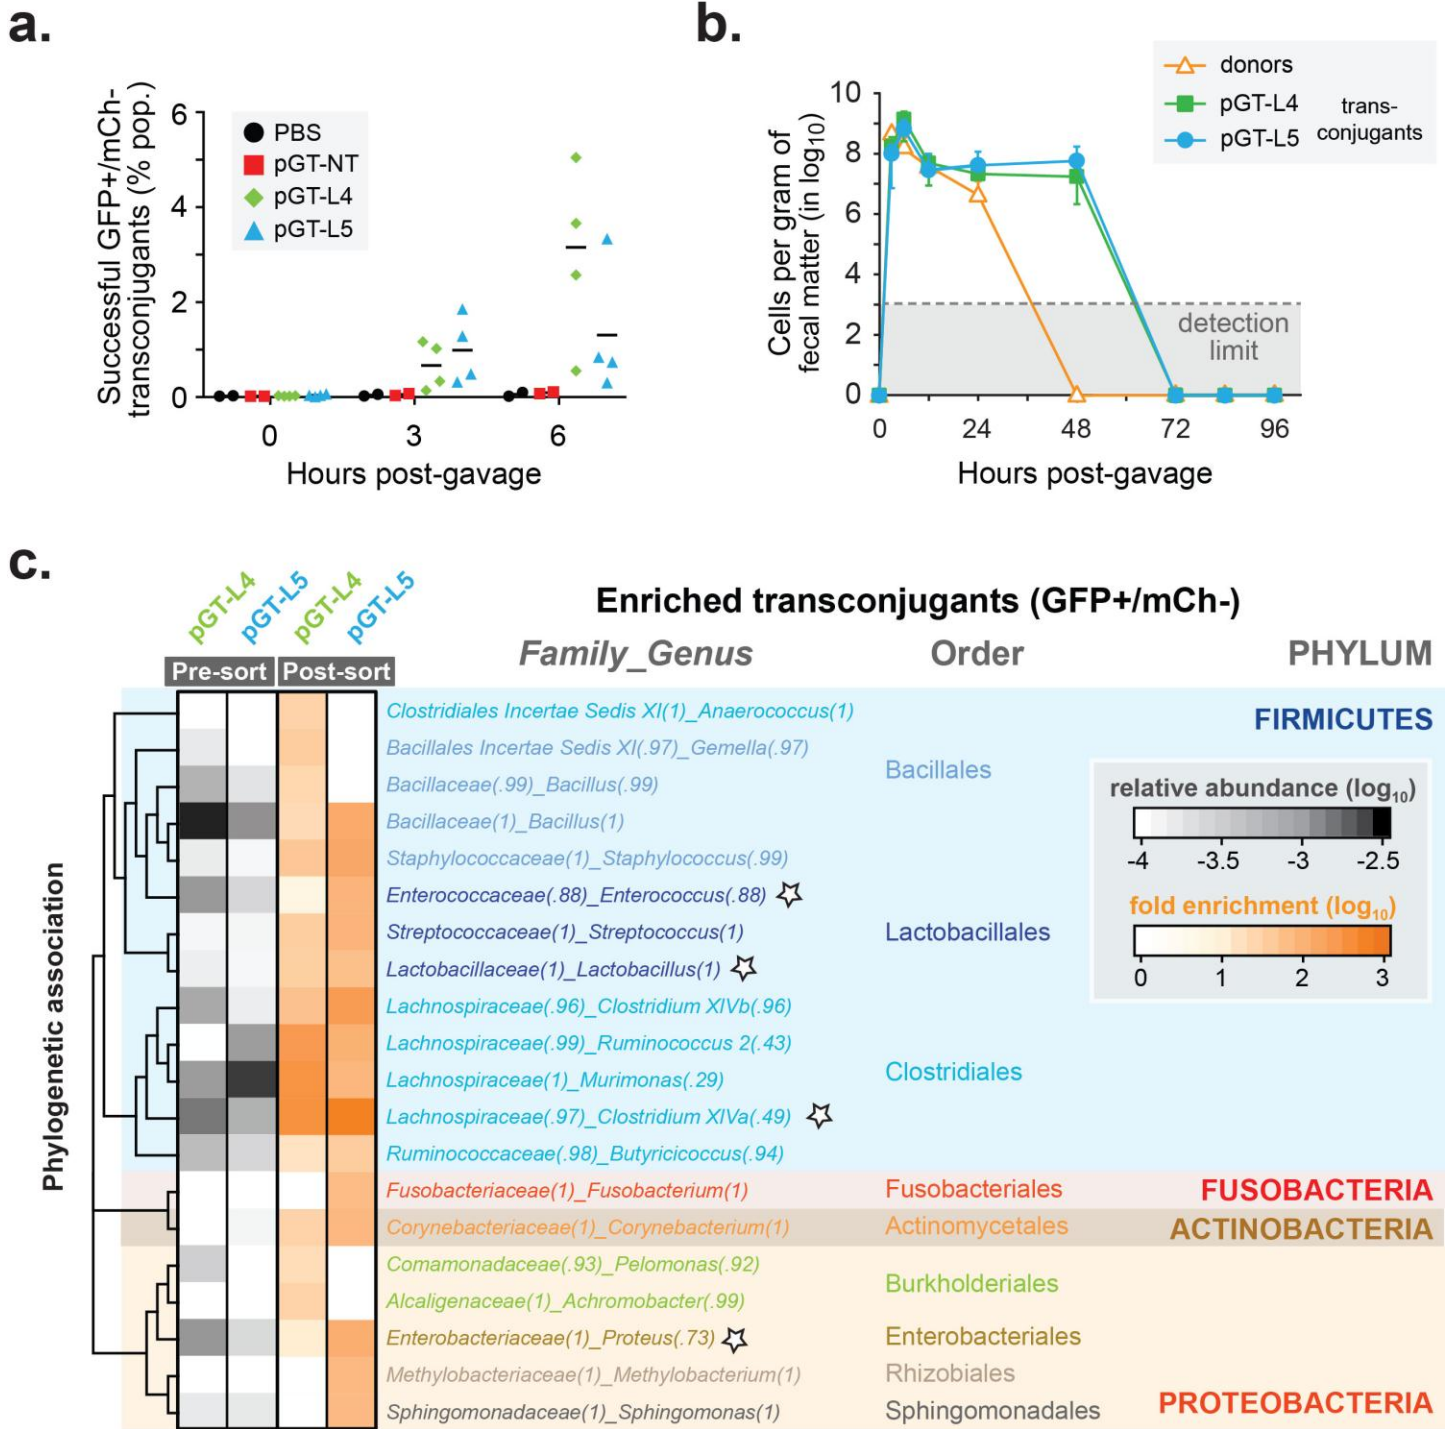 a.
Successful GFP+/mCh-
transconjugants (% pop.)
6
4
2
0
PBS
pGT-NT
pGT-L4
pGT-L5
0 3 6
Hours post-gavage
b.
donors
pGT-L4
pGT-L5
trans-
conjugants
Cells per gram of
fecal matter (in log10)
10
8
6
4
2
0
detection
limit
0 24 48 72 96
Hours post-gavage
c.
pGT-L4 pGT-L5 pGT-L4 pGT-L5
Pre-sort Post-sort
Enriched transconjugants (GFP+/mCh-)
Family_Genus Order PHYLUM
Phylogenetic association
Clostridiales Incertae Sedis XI(1)_Anaerococcus(1)
FIRMICUTES
Bacillales Incertae Sedis XI(.97)_Gemella(.97)
Bacillaceae(.99)_Bacillus(.99)
Bacillales
Bacillaceae(1)_Bacillus(1)
Staphylococcaceae(1)_Staphylococcus(.99)
Enterococcaceae(.88)_Enterococcus(.88)
Streptococcaceae(1)_Streptococcus(1)
Lactobacillales
Lactobacillaceae(1)_Lactobacillus(1)
Lachnospiraceae(.96)_Clostridium XIVb(.96)
Lachnospiraceae(.99)_Ruminococcus 2(.43)
Lachnospiraceae(1)_Murimonas(.29)
Clostridiales
Lachnospiraceae(.97)_Clostridium XIVa(.49)
Ruminococcaceae(.98)_Butyricicoccus(.94)
relative abundance (log10)
-4 -3.5 -3 -2.5
fold enrichment (log10)
0 1 2 3
Fusobacteriaceae(1)_Fusobacterium(1) Fusobacteriales FUSOBACTERIA
Corynebacteriaceae(1)_Corynebacterium(1) Actinomycetales ACTINOBACTERIA
Comamonadaceae(.93)_Pelomonas(.92)
Burkholderiales
Alcaligenaceae(1)_Achromobacter(.99)
Enterobacteriaceae(1)_Proteus(.73) Enterobacteriales
Methylobacteriaceae(1)_Methylobacterium(1) Rhizobiales
Sphingomonadaceae(1)_Sphingomonas(1) Sphingomonadales PROTEOBACTERIA